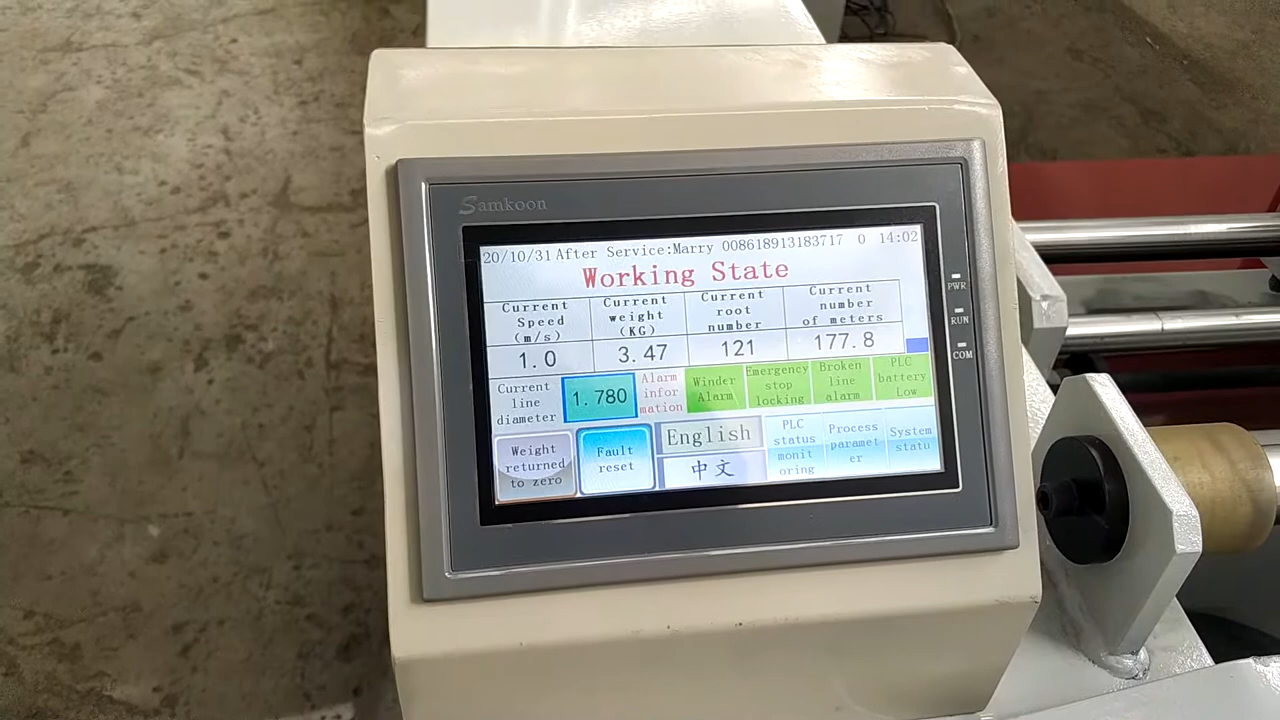 Samkoon
20/10/31 After Service:Marry 008618913183717 0 14:02
Working State
Current Speed (m/s)
Current weight (KG)
Current root number
Current number of meters
1.0
3.47
121
177.8
Current line diameter
1.780
Alarm infor mation
Winder Alarm
Emergency stop locking
Broken line alarm
PLC battery Low
Weight returned to zero
Fault reset
English
中文
PLC status monit oring
Process paramet er
System statu
PWR
RUN
COM